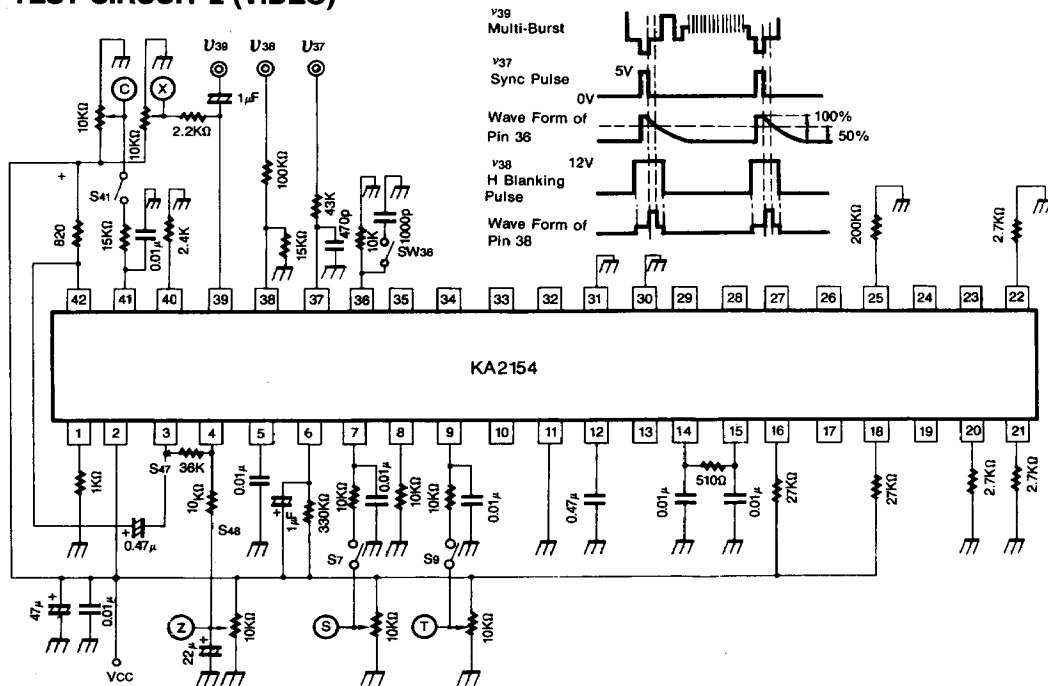 TEST CIRCUIT 2 (VIDEO)
υ39
υ38
υ37
C
X
1μF
10KΩ
10KΩ
2.2KΩ
+
S41
820
15KΩ
0.01μ
2.4K
100KΩ
15KΩ
43K
470p
10K
1000p
SW36
ν39
Multi-Burst
ν37
Sync Pulse
5V
0V
Wave Form of
Pin 36
100%
50%
ν38
H Blanking
Pulse
12V
Wave Form of
Pin 38
200KΩ
2.7KΩ
42 41 40 39 38 37 36 35 34 33 32 31 30 29 28 27 26 25 24 23 22
KA2154
1 2 3 4 5 6 7 8 9 10 11 12 13 14 15 16 17 18 19 20 21
1KΩ
S47
36K
10KΩ
S48
+
0.47μ
0.01μ
+
1μF
330KΩ
10KΩ
0.01μ
S7
10KΩ
10KΩ
0.01μ
S9
0.47μ
0.01μ
510Ω
0.01μ
27KΩ
27KΩ
2.7KΩ
2.7KΩ
47μ
+
0.01μ
VCC
Z
22μ
+
10KΩ
S
10KΩ
T
10KΩ